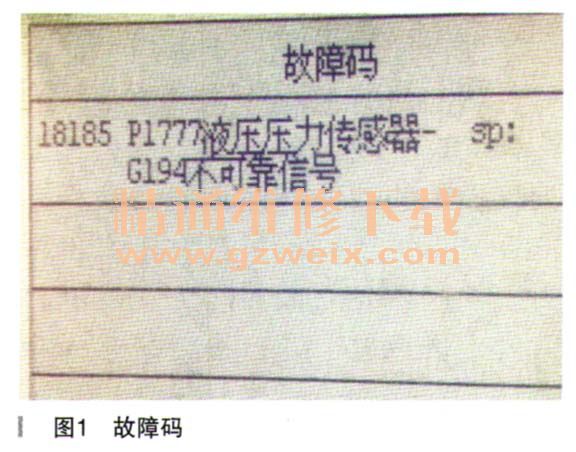 故障码
18185 P1777液压压力传感器- sp:
G194不可靠信号
精通维修下载
www.gzweix.com
图1 故障码